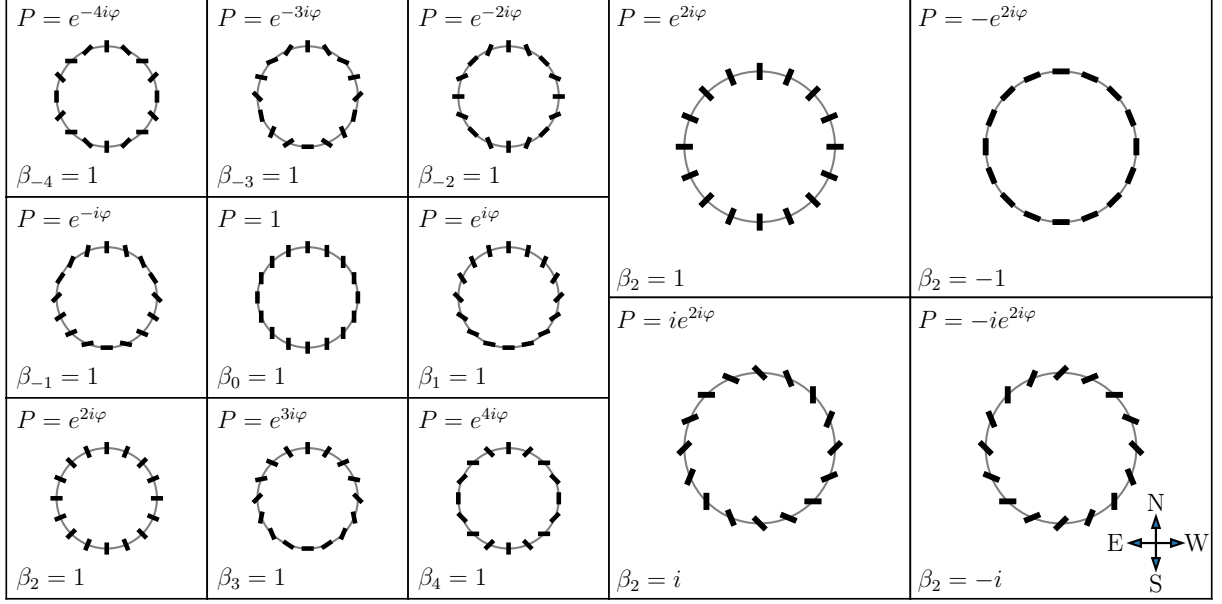 P = e^{-4iφ}
β_{-4} = 1
P = e^{-3iφ}
β_{-3} = 1
P = e^{-2iφ}
β_{-2} = 1
P = e^{-iφ}
β_{-1} = 1
P = 1
β_0 = 1
P = e^{iφ}
β_1 = 1
P = e^{2iφ}
β_2 = 1
P = e^{3iφ}
β_3 = 1
P = e^{4iφ}
β_4 = 1
P = e^{2iφ}
β_2 = 1
P = -e^{2iφ}
β_2 = -1
P = ie^{2iφ}
β_2 = i
P = -ie^{2iφ}
β_2 = -i
N
E W
S